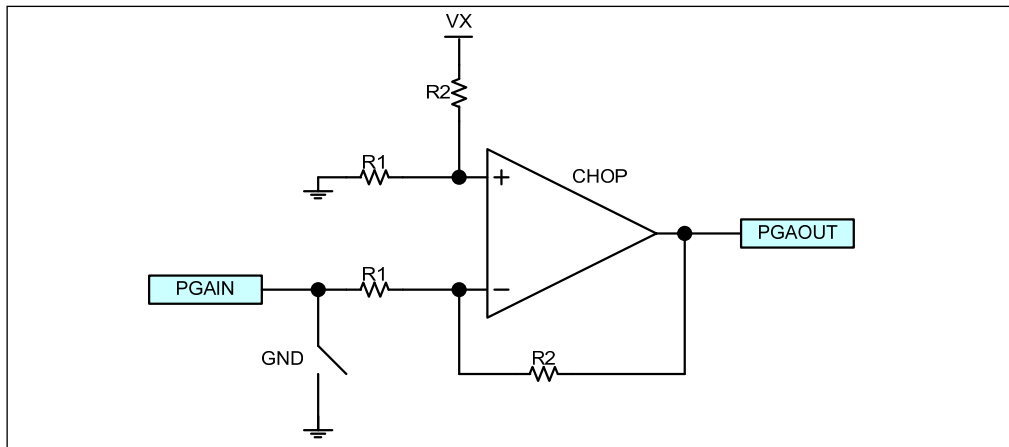 VX
R2
R1
+
CHOP
PGAOUT
R1
PGAIN
−
GND
R2